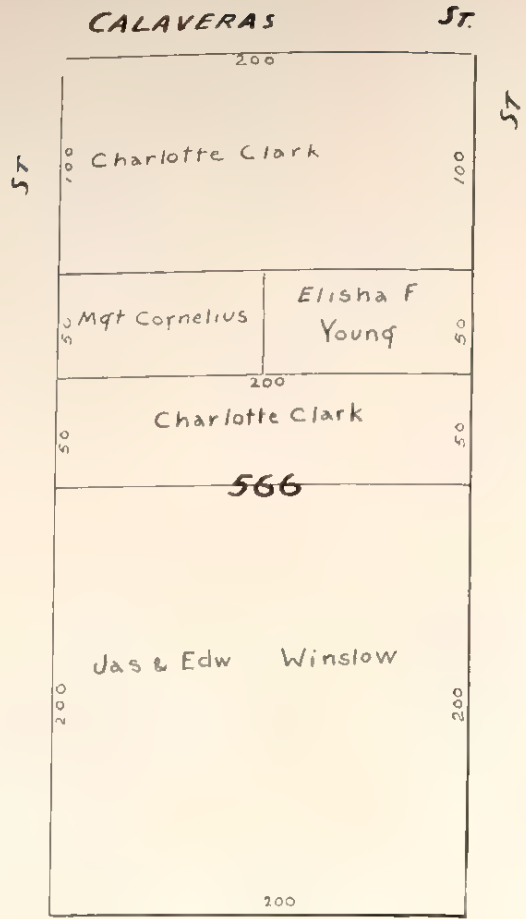 CALAVERAS ST.
200
ST
ST
100 Charlotte Clark 100
50 Mgt Cornelius
Elisha F
Young 50
200
50 Charlotte Clark 50
566
Jas & Edw Winslow
200 200
200